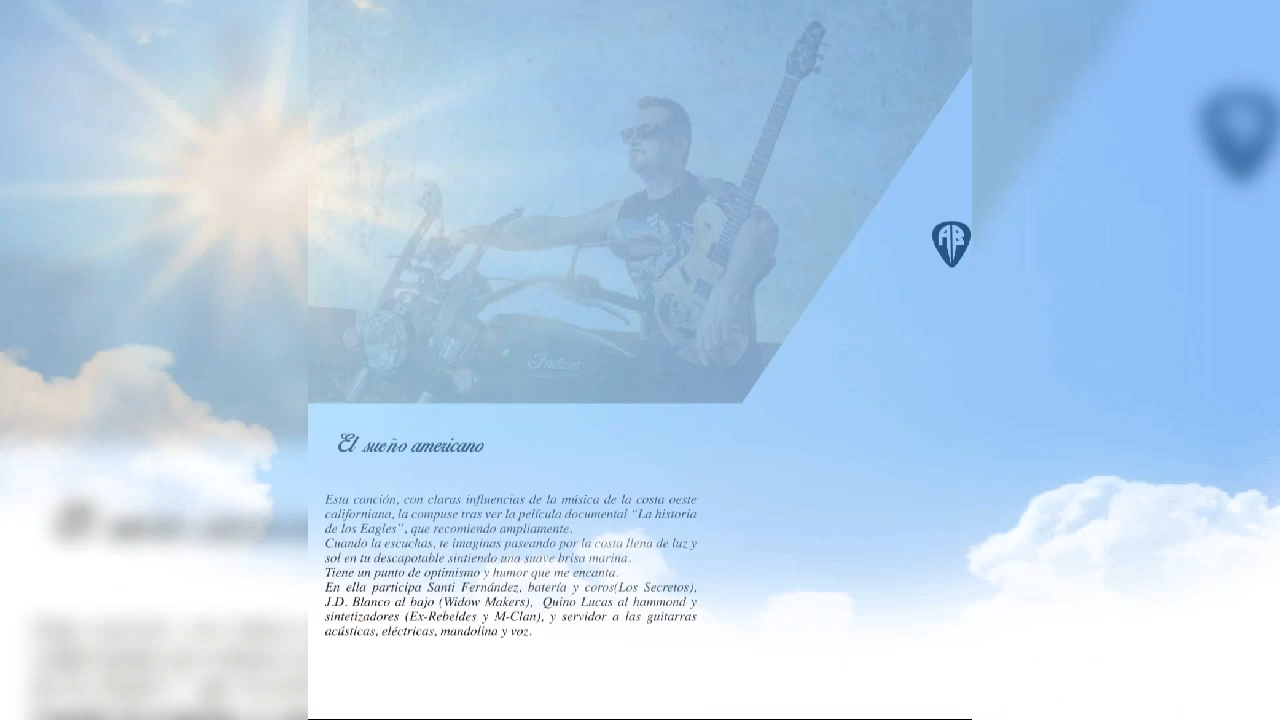 AB
Indian
El sueño americano
Esta canción, con claras influencias de la música de la costa oeste
californiana, la compuse tras ver la película documental "La historia
de los Eagles", que recomiendo ampliamente.
Cuando la escuchas, te imaginas paseando por la costa llena de luz y
sol en tu descapotable sintiendo una suave brisa marina.
Tiene un punto de optimismo y humor que me encanta.
En ella participa Santi Fernández, batería y coros(Los Secretos),
J.D. Blanco al bajo (Widow Makers), Quino Lucas al hammond y
sintetizadores (Ex-Rebeldes y M-Clan), y servidor a las guitarras
acústicas, eléctricas, mandolina y voz.